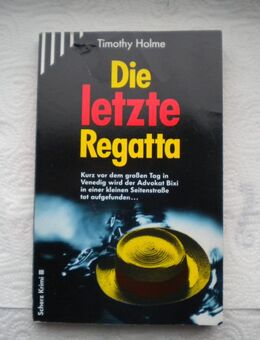 Timothy Holme
Die
letzte
Regatta
Kurz vor dem großen Tag in
Venedig wird der Advokat Bixi
in einer kleinen Seitenstraße
tot aufgefunden...
Scherz Krimi